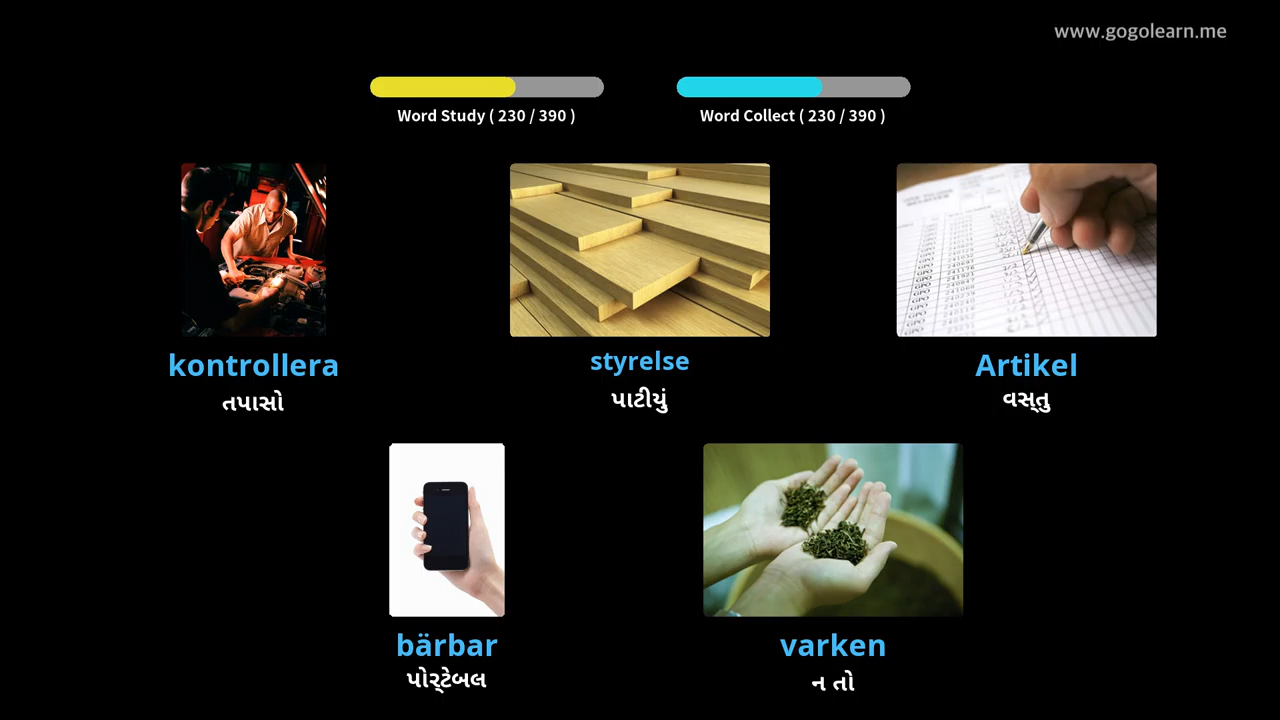 www.gogolearn.me
Word Study ( 230 / 390 )
Word Collect ( 230 / 390 )
kontrollera
તપાસો
styrelse
પાટીયું
Artikel
વસ્તુ
bärbar
પોર્ટેબલ
varken
ન તો